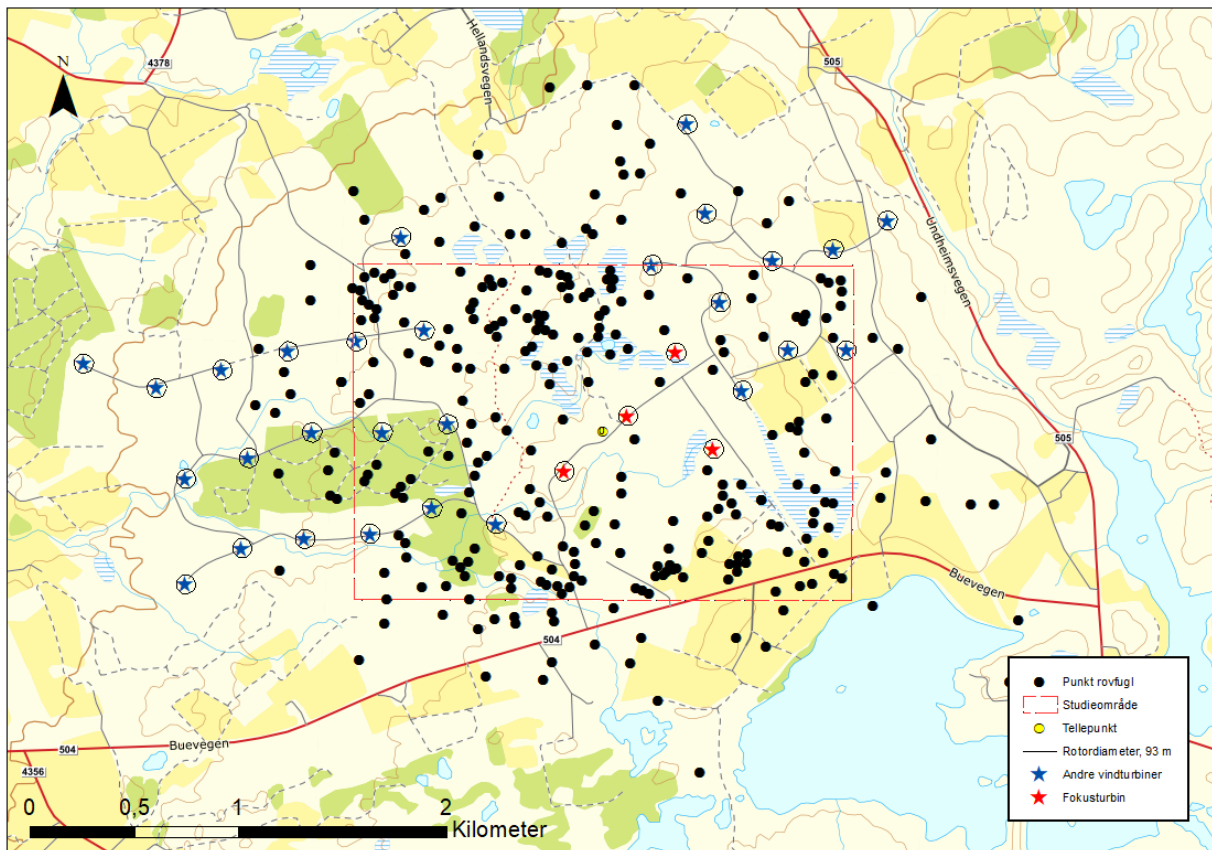 4378
N
Hellandsvegen
505
Undheimsvegen
505
Buevegen
504
504
Buevegen
4356
Punkt rovfugl
Studieområde
Tellepunkt
Rotordiameter, 93 m
Andre vindturbiner
Fokusturbin
0 0,5 1 2
Kilometer